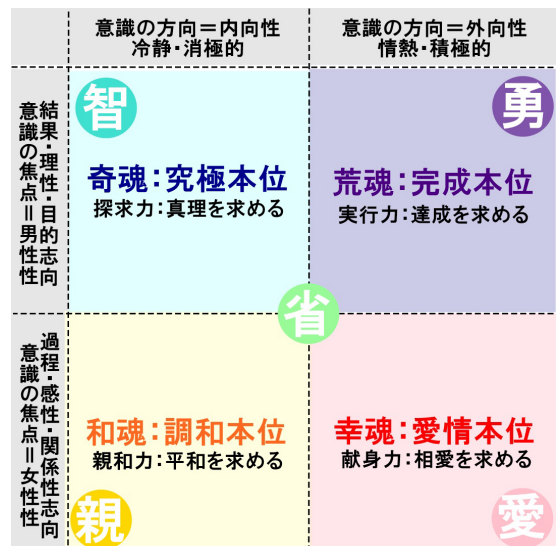 意識の方向＝内向性
冷静・消極的
意識の方向＝外向性
情熱・積極的
結果・理性・目的志向
意識の焦点＝男性性
智
奇魂：究極本位
探求力：真理を求める
勇
荒魂：完成本位
実行力：達成を求める
省
過程・感性・関係性志向
意識の焦点＝女性性
和魂：調和本位
親和力：平和を求める
親
幸魂：愛情本位
献身力：相愛を求める
愛